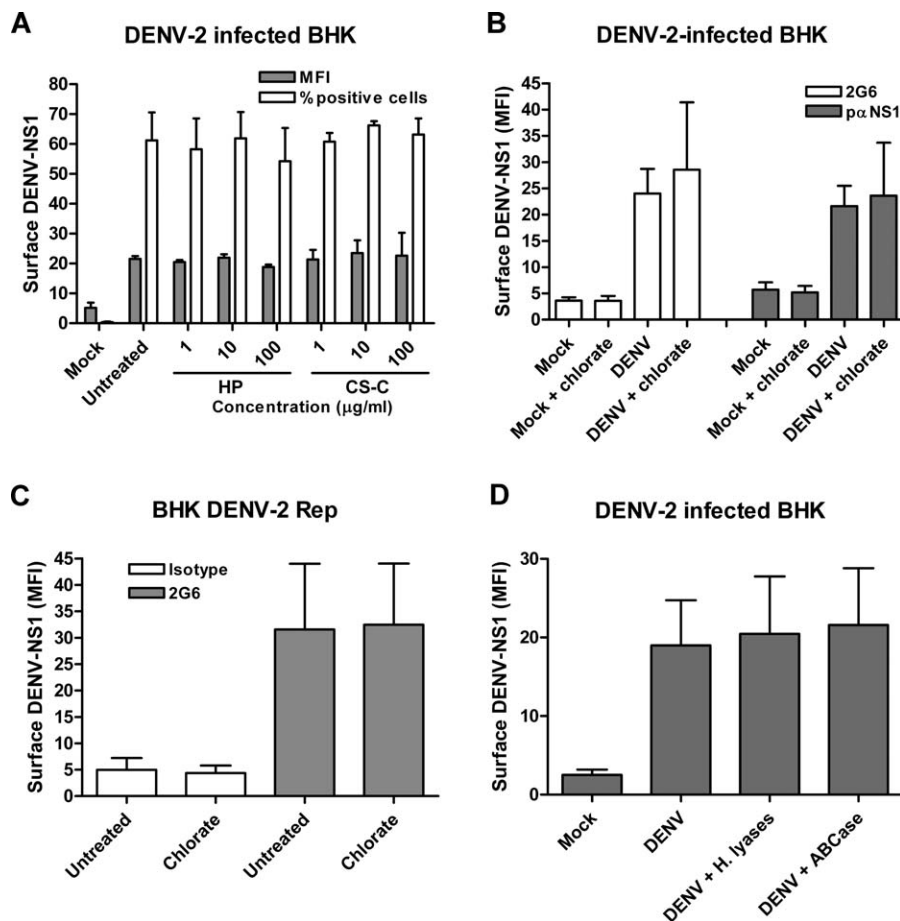 A
DENV-2 infected BHK
MFI
% positive cells
Surface DENV-NS1
80
70
60
50
40
30
20
10
0
Mock
Untreated
1
10
100
1
10
100
HP
CS-C
Concentration (µg/ml)
B
DENV-2-infected BHK
2G6
pαNS1
Surface DENV-NS1 (MFI)
45
40
35
30
25
20
15
10
5
0
Mock
Mock + chlorate
DENV
DENV + chlorate
Mock
Mock + chlorate
DENV
DENV + chlorate
C
BHK DENV-2 Rep
Isotype
2G6
Surface DENV-NS1 (MFI)
45
40
35
30
25
20
15
10
5
0
Untreated
Chlorate
Untreated
Chlorate
D
DENV-2 infected BHK
Surface DENV-NS1 (MFI)
30
20
10
0
Mock
DENV
DENV + H. lyases
DENV + ABCase